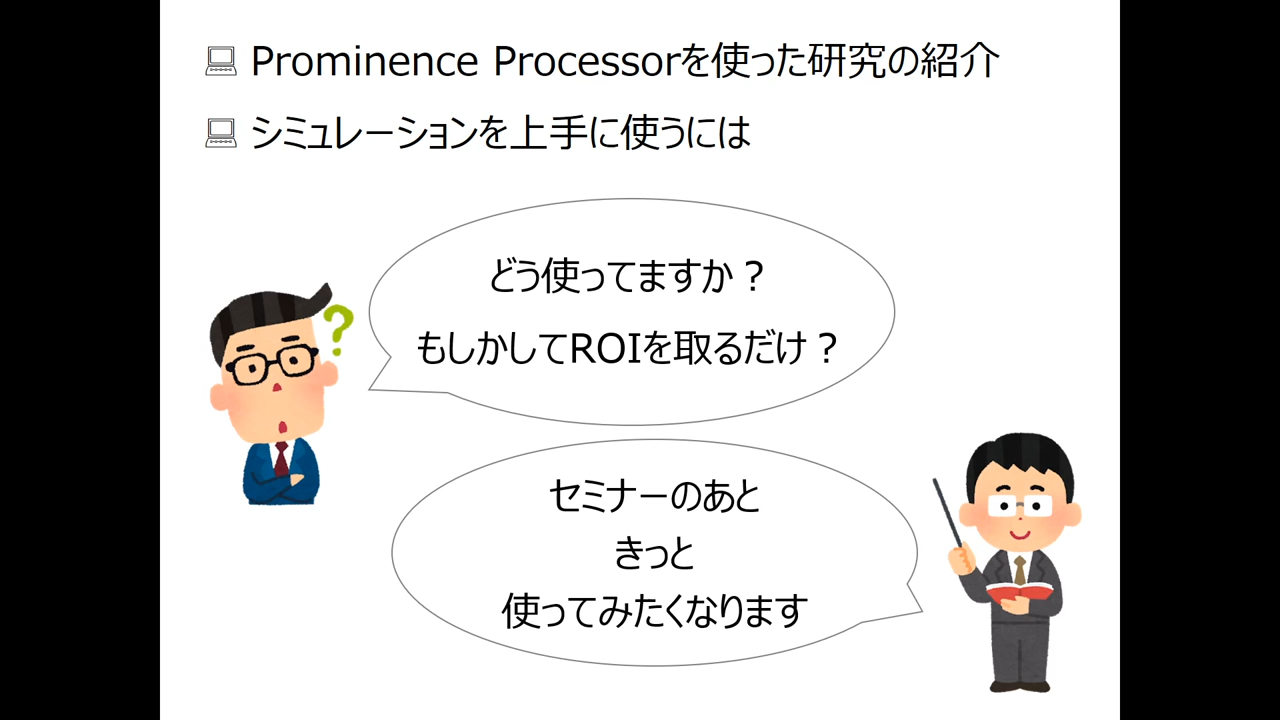 Prominence Processorを使った研究の紹介
シミュレーションを上手に使うには
どう使ってますか？
もしかしてROIを取るだけ？
セミナーのあと
きっと
使ってみたくなります